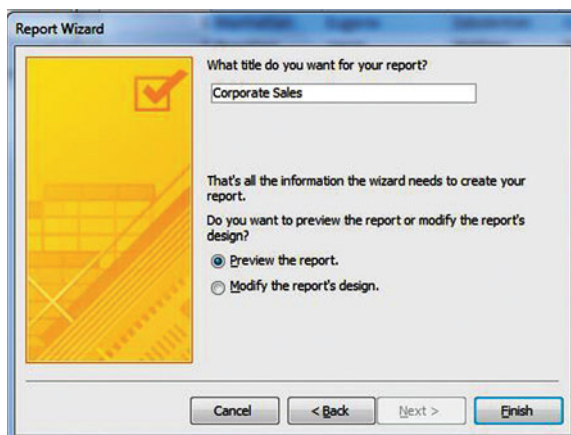 Report Wizard
What title do you want for your report?
Corporate Sales
That's all the information the wizard needs to create your
report.
Do you want to preview the report or modify the report's
design?
Preview the report.
Modify the report's design.
Cancel
< Back
Next >
Finish